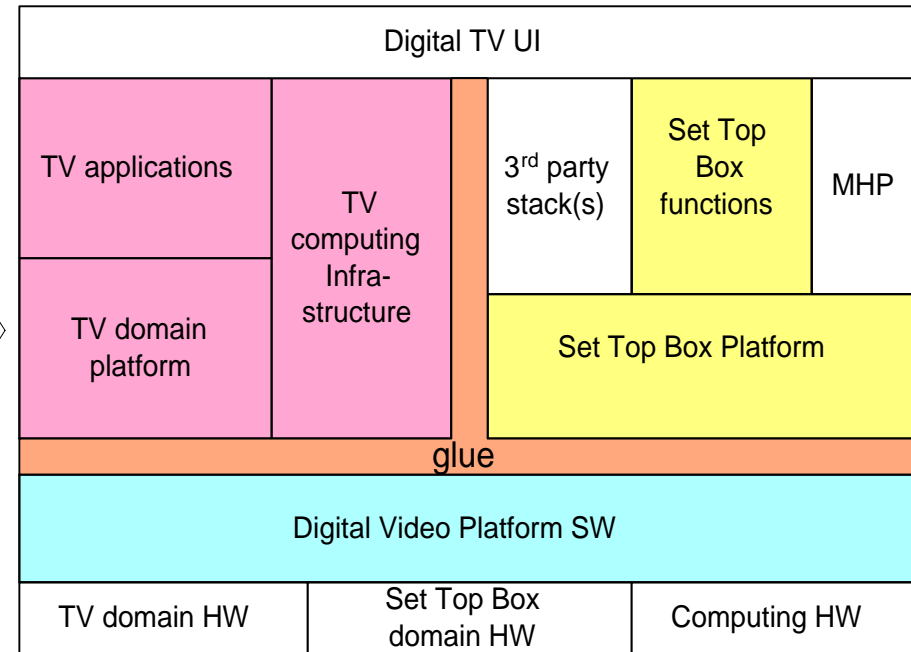 Digital TV UI
TV applications
TV
computing
Infra-
structure
3rd party
stack(s)
Set Top
Box
functions
MHP
TV domain
platform
Set Top Box Platform
glue
Digital Video Platform SW
TV domain HW
Set Top Box
domain HW
Computing HW